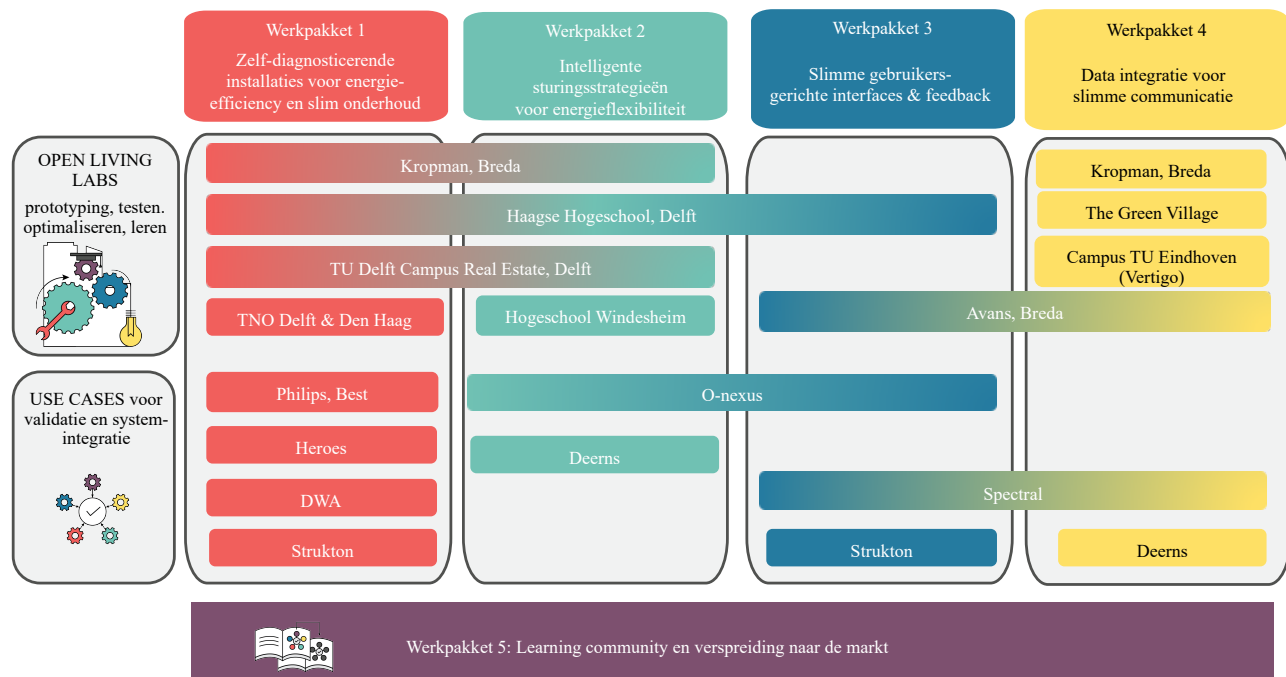 Werkpakket 1
Zelf-diagnosticerende
installaties voor energie-
efficiency en slim onderhoud
Werkpakket 2
Intelligente
sturingsstrategieën
voor energieflexibiliteit
Werkpakket 3
Slimme gebruikers-
gerichte interfaces & feedback
Werkpakket 4
Data integratie voor
slimme communicatie
OPEN LIVING
LABS
prototyping, testen.
optimaliseren, leren
Kropman, Breda
Kropman, Breda
Haagse Hogeschool, Delft
The Green Village
TU Delft Campus Real Estate, Delft
Campus TU Eindhoven
(Vertigo)
TNO Delft & Den Haag
Hogeschool Windesheim
Avans, Breda
USE CASES voor
validatie en system-
integratie
Philips, Best
O-nexus
Heroes
Deerns
DWA
Spectral
Strukton
Strukton
Deerns
Werkpakket 5: Learning community en verspreiding naar de markt